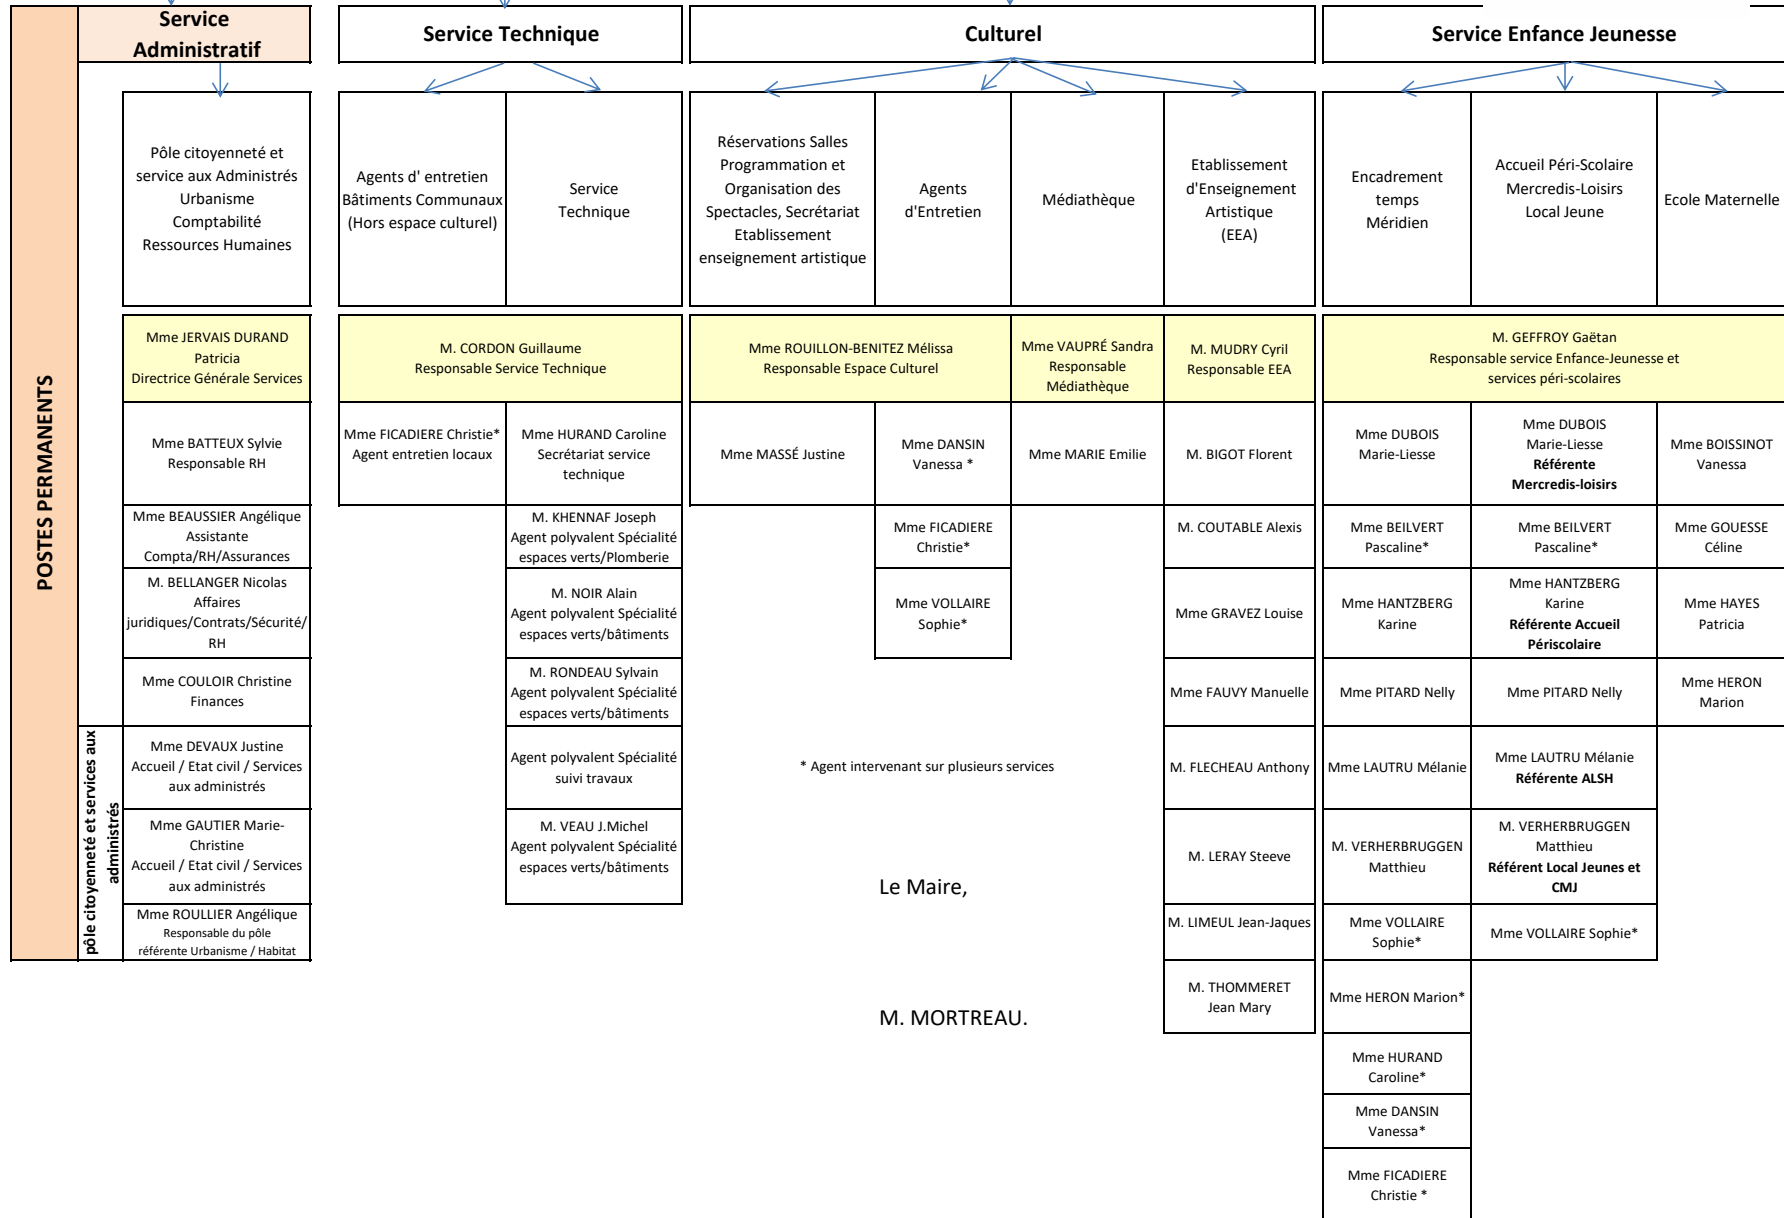 Service
Administratif
Service Technique
Culturel
Service Enfance Jeunesse
Pôle citoyenneté et
service aux Administrés
Urbanisme
Comptabilité
Ressources Humaines
Agents d' entretien
Bâtiments Communaux
(Hors espace culturel)
Service
Technique
Réservations Salles
Programmation et
Organisation des
Spectacles, Secrétariat
Etablissement
enseignement artistique
Agents
d'Entretien
Médiathèque
Etablissement
d'Enseignement
Artistique
(EEA)
Encadrement
temps
Méridien
Accueil Péri-Scolaire
Mercredis-Loisirs
Local Jeune
Ecole Maternelle
POSTES PERMANENTS
Mme JERVAIS DURAND
Patricia
Directrice Générale Services
M. CORDON Guillaume
Responsable Service Technique
Mme ROUILLON-BENITEZ Mélissa
Responsable Espace Culturel
Mme VAUPRÉ Sandra
Responsable
Médiathèque
M. MUDRY Cyril
Responsable EEA
M. GEFFROY Gaëtan
Responsable service Enfance-Jeunesse et
services péri-scolaires
Mme BATTEUX Sylvie
Responsable RH
Mme FICADIERE Christie*
Agent entretien locaux
Mme HURAND Caroline
Secrétariat service
technique
Mme MASSÉ Justine
Mme DANSIN
Vanessa *
Mme MARIE Emilie
M. BIGOT Florent
Mme DUBOIS
Marie-Liesse
Mme DUBOIS
Marie-Liesse
Référente
Mercredis-loisirs
Mme BOISSINOT
Vanessa
Mme BEAUSSIER Angélique
Assistante
Compta/RH/Assurances
M. KHENNAF Joseph
Agent polyvalent Spécialité
espaces verts/Plomberie
Mme FICADIERE
Christie*
M. COUTABLE Alexis
Mme BEILVERT
Pascaline*
Mme BEILVERT
Pascaline*
Mme GOUESSE
Céline
M. BELLANGER Nicolas
Affaires
juridiques/Contrats/Sécurité/
RH
M. NOIR Alain
Agent polyvalent Spécialité
espaces verts/bâtiments
Mme VOLLAIRE
Sophie*
Mme GRAVEZ Louise
Mme HANTZBERG
Karine
Mme HANTZBERG
Karine
Référente Accueil
Périscolaire
Mme HAYES
Patricia
Mme COULOIR Christine
Finances
M. RONDEAU Sylvain
Agent polyvalent Spécialité
espaces verts/bâtiments
Mme FAUVY Manuelle
Mme PITARD Nelly
Mme PITARD Nelly
Mme HERON
Marion
pôle citoyenneté et services aux
administrés
Mme DEVAUX Justine
Accueil / Etat civil / Services
aux administrés
Agent polyvalent Spécialité
suivi travaux
* Agent intervenant sur plusieurs services
M. FLECHEAU Anthony
Mme LAUTRU Mélanie
Mme LAUTRU Mélanie
Référente ALSH
Mme GAUTIER Marie-
Christine
Accueil / Etat civil / Services
aux administrés
M. VEAU J.Michel
Agent polyvalent Spécialité
espaces verts/bâtiments
Le Maire,
M. LERAY Steeve
M. VERHERBRUGGEN
Matthieu
M. VERHERBRUGGEN
Matthieu
Référent Local Jeunes et
CMJ
Mme ROULLIER Angélique
Responsable du pôle
référente Urbanisme / Habitat
M. LIMEUL Jean-Jaques
Mme VOLLAIRE
Sophie*
Mme VOLLAIRE Sophie*
M. MORTREAU.
M. THOMMERET
Jean Mary
Mme HERON Marion*
Mme HURAND
Caroline*
Mme DANSIN
Vanessa*
Mme FICADIERE
Christie *